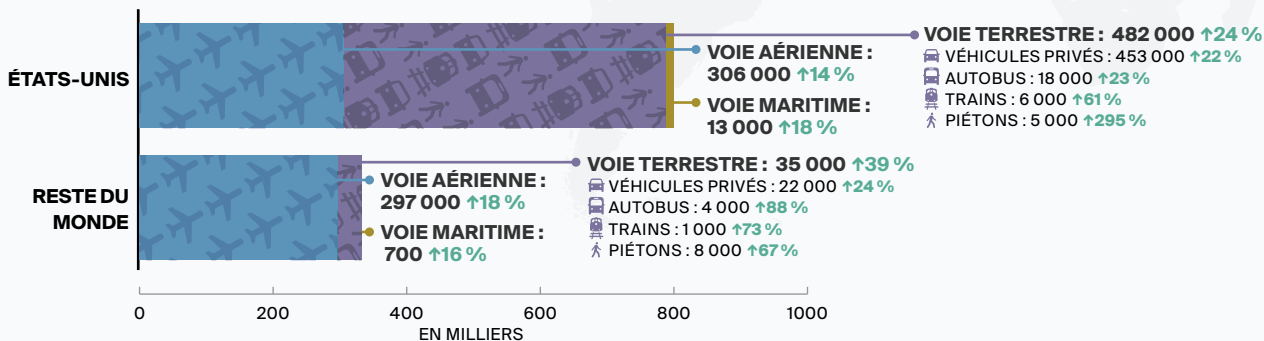 ÉTATS-UNIS
VOIE AÉRIENNE :
306 000 ↑14 %
VOIE MARITIME :
13 000 ↑18 %
VOIE TERRESTRE : 482 000 ↑24 %
VÉHICULES PRIVÉS : 453 000 ↑22 %
AUTOBUS : 18 000 ↑23 %
TRAINS : 6 000 ↑61 %
PIÉTONS : 5 000 ↑295 %
RESTE DU
MONDE
VOIE AÉRIENNE :
297 000 ↑18 %
VOIE MARITIME :
700 ↑16 %
VOIE TERRESTRE : 35 000 ↑39 %
VÉHICULES PRIVÉS : 22 000 ↑24 %
AUTOBUS : 4 000 ↑88 %
TRAINS : 1 000 ↑73 %
PIÉTONS : 8 000 ↑67 %
0 200 400 600 800 1000
EN MILLIERS